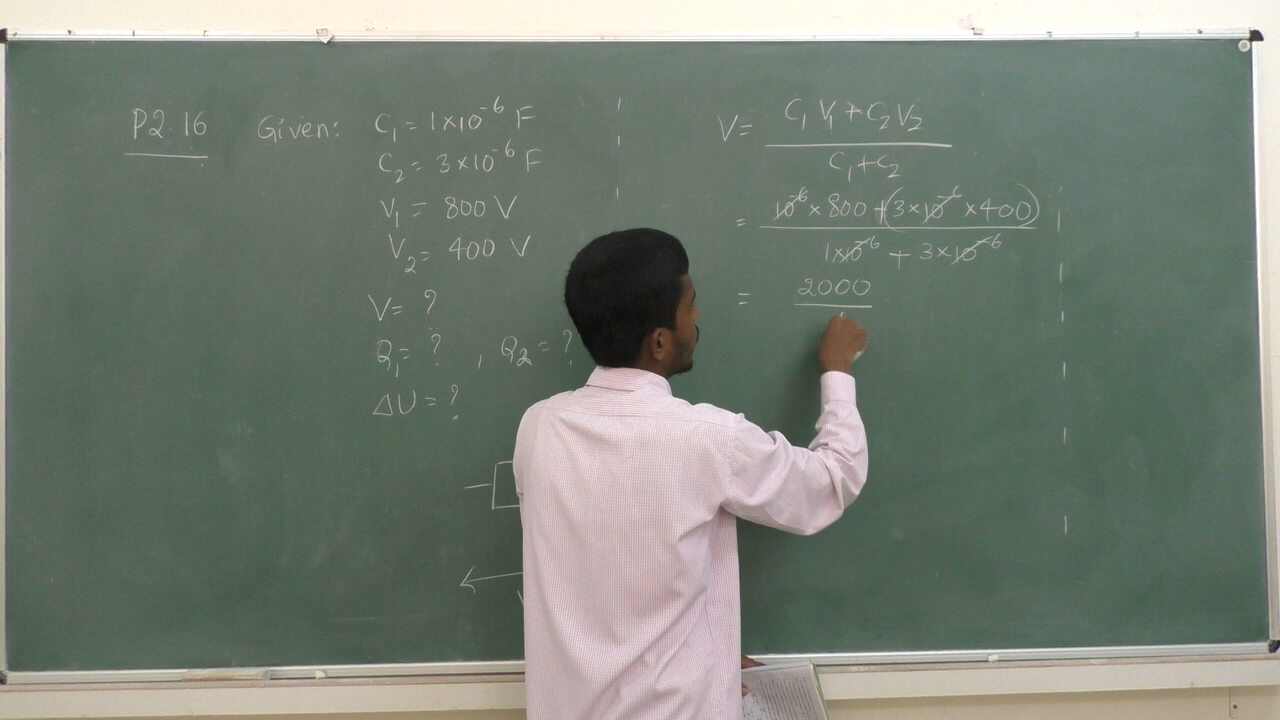 P2.16 Given: C₁ = 1×10⁻⁶ F
C₂ = 3×10⁻⁶ F
V₁ = 800 V
V₂ = 400 V
V = ?
Q₁ = ? , Q₂ = ?
ΔU = ?
V = C₁V₁ + C₂V₂
C₁ + C₂
= 10⁻⁶ × 800 + (3×10⁻⁶ × 400)
1×10⁻⁶ + 3×10⁻⁶
= 2000